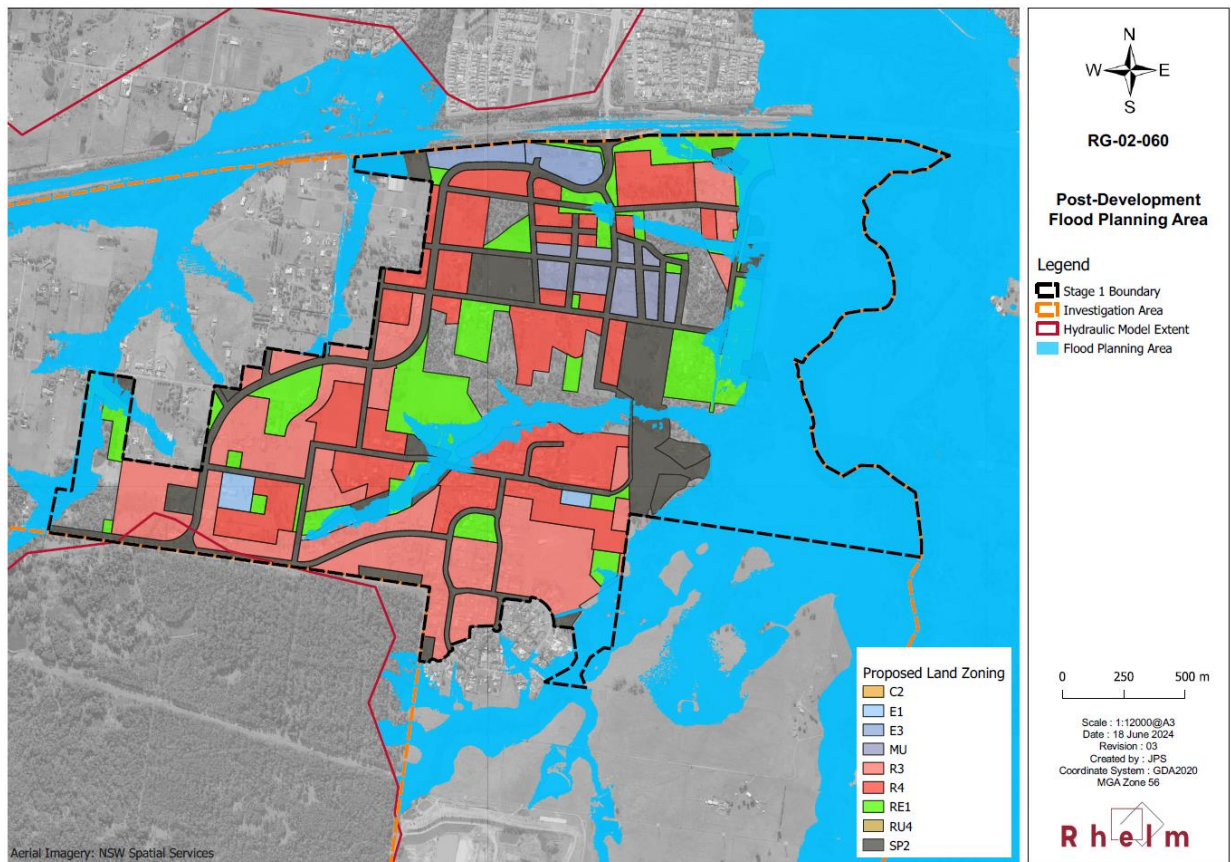 N
W E
S
RG-02-060
Post-Development
Flood Planning Area
Legend
Stage 1 Boundary
Investigation Area
Hydraulic Model Extent
Flood Planning Area
Proposed Land Zoning
C2
E1
E3
MU
R3
R4
RE1
RU4
SP2
0 250 500 m
Scale : 1:12000@A3
Date : 18 June 2024
Revision : 03
Created by : JPS
Coordinate System : GDA2020
MGA Zone 56
Rhelm
Aerial Imagery: NSW Spatial Services